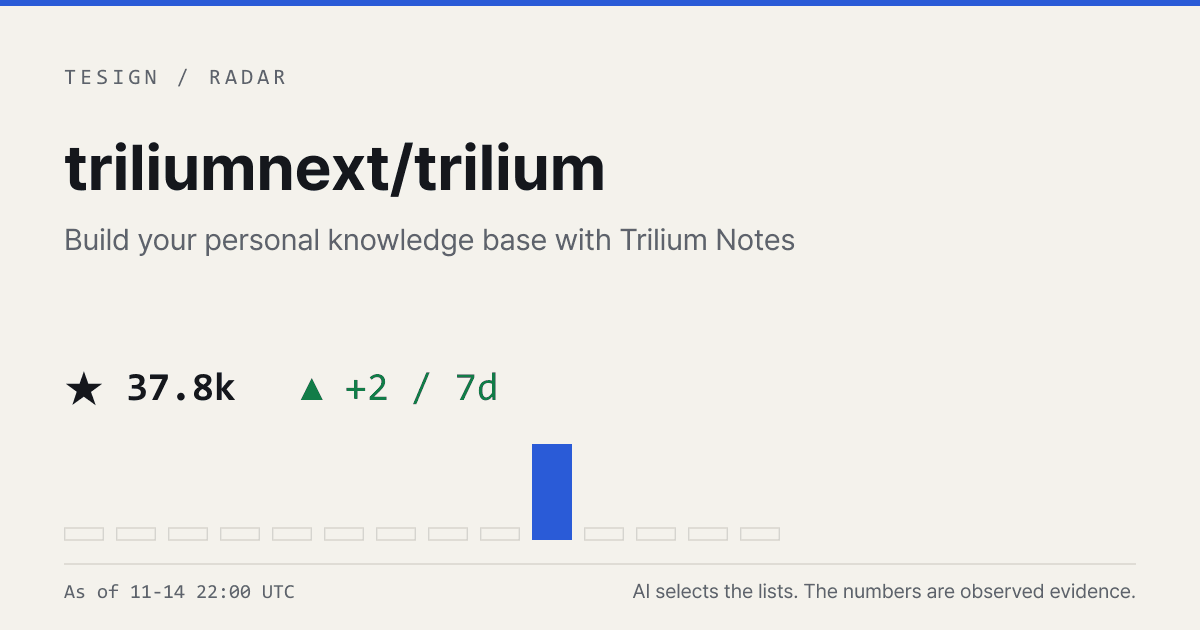 TESIGN / RADAR
triliumnext/trilium
Build your personal knowledge base with Trilium Notes
★ 37.8k ▲ +2 / 7d
As of 11-14 22:00 UTC
AI selects the lists. The numbers are observed evidence.